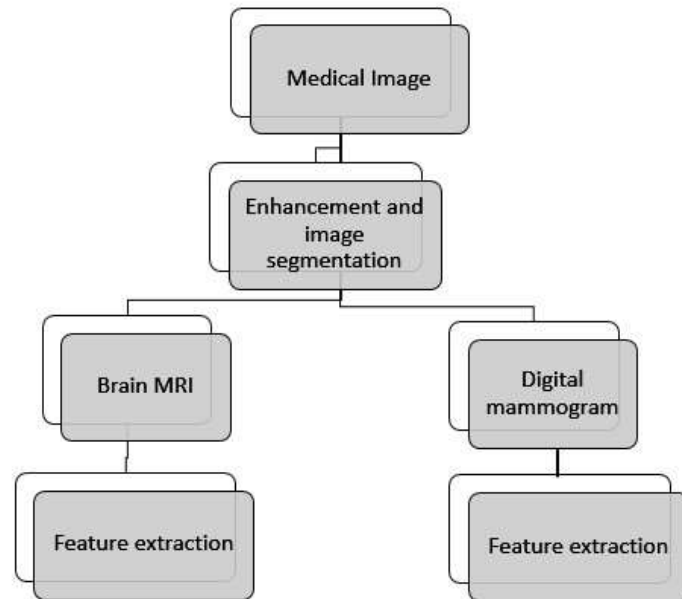 Medical Image
Enhancement and
image
segmentation
Brain MRI
Digital
mammogram
Feature extraction
Feature extraction